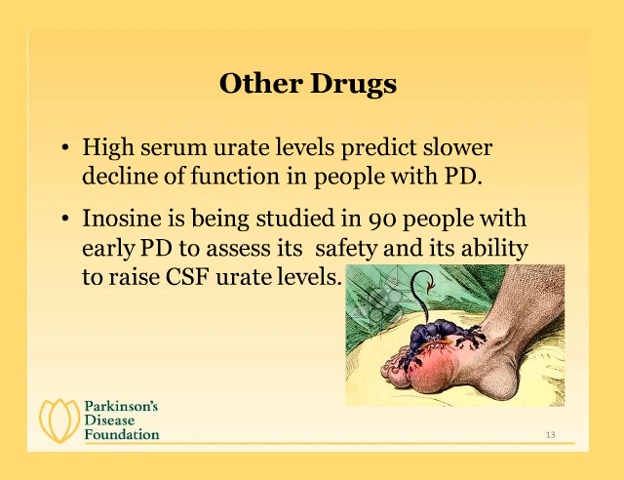 Other Drugs
• High serum urate levels predict slower
decline of function in people with PD.
• Inosine is being studied in 90 people with
early PD to assess its  safety and its ability
to raise CSF urate levels.
Parkinson's
Disease
Foundation
13